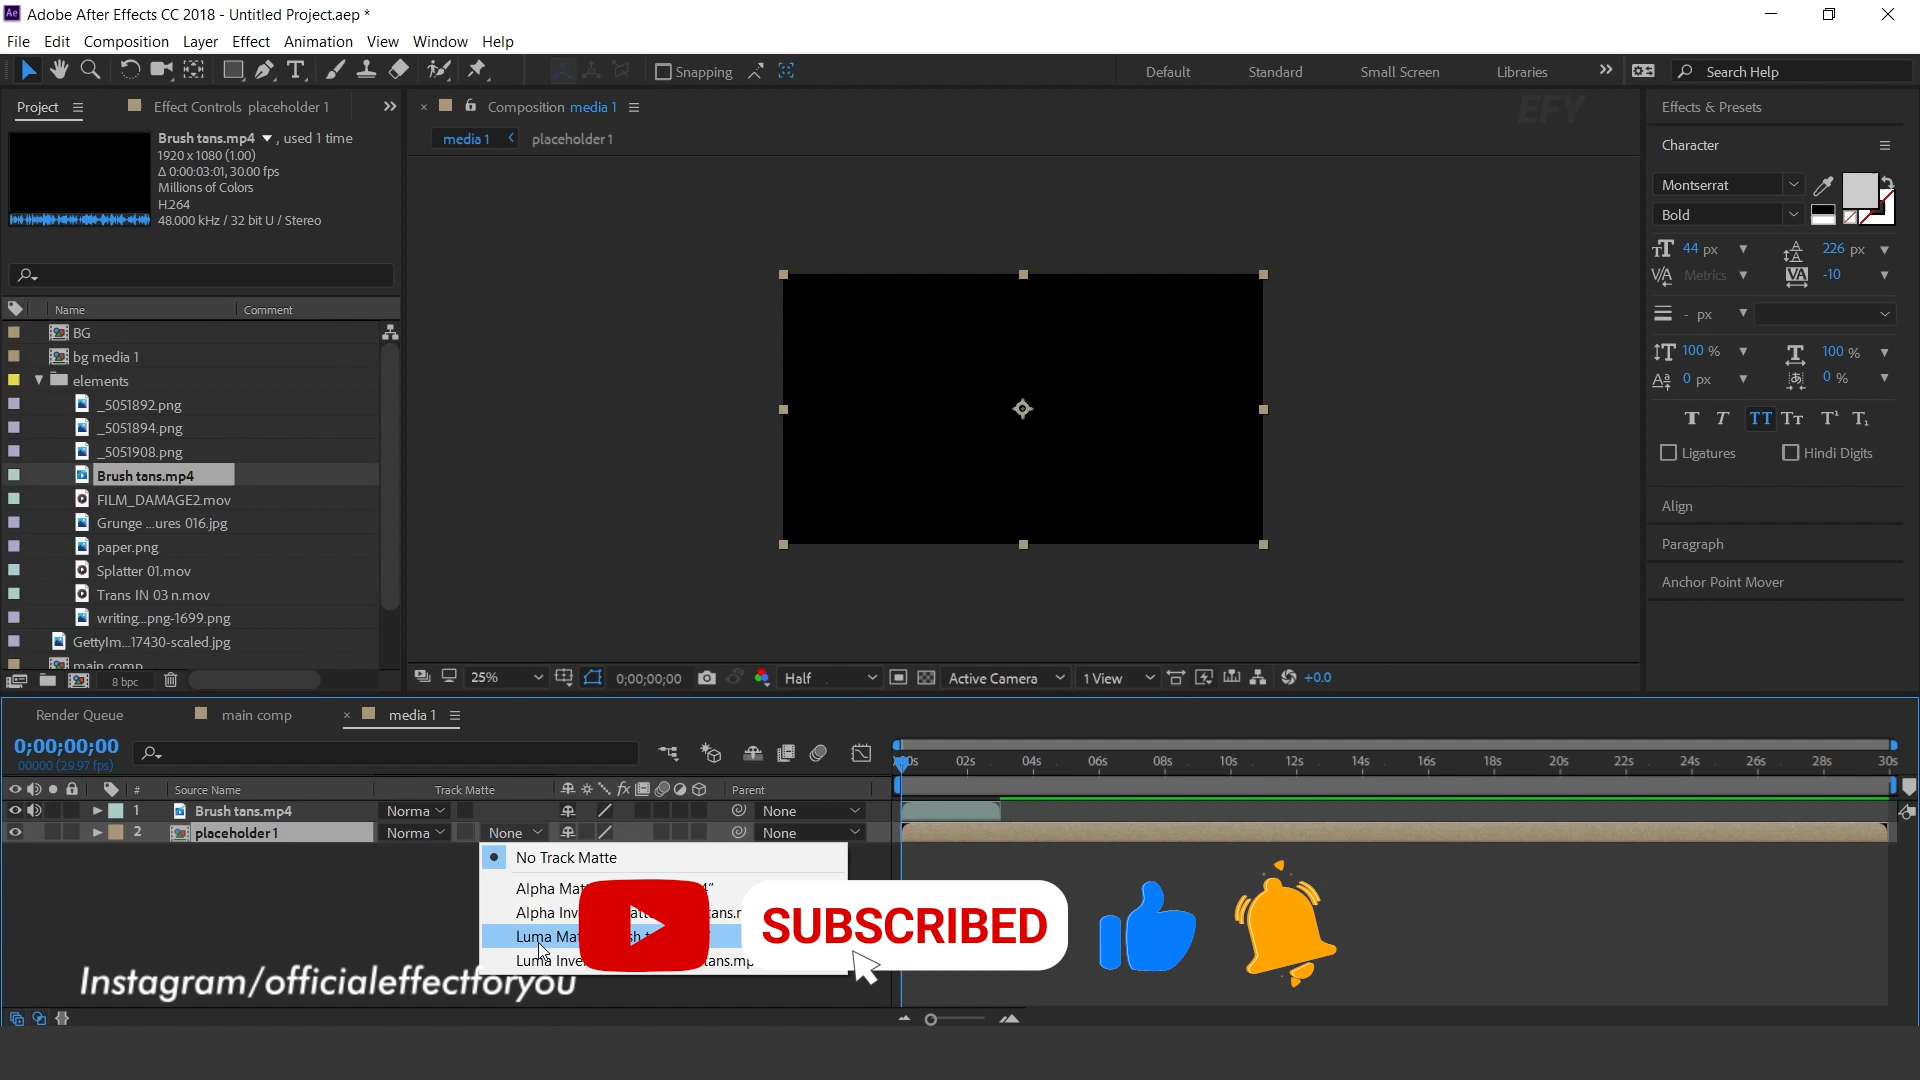 Adobe After Effects CC 2018 - Untitled Project.aep *
File Edit Composition Layer Effect Animation View Window Help
Snapping
Default Standard Small Screen Libraries Search Help
Project Effect Controls placeholder 1
Composition media 1
EFY
Effects & Presets
media 1 placeholder 1
Brush tans.mp4 , used 1 time
1920 x 1080 (1.00)
Δ 0:00:03:01, 30.00 fps
Millions of Colors
H.264
48.000 kHz / 32 bit U / Stereo
Character
Montserrat
Bold
44 px 226 px
Metrics -10
- px
100 % 100 %
0 px 0 %
Ligatures Hindi Digits
Align
Paragraph
Anchor Point Mover
Name Comment
BG
bg media 1
elements
_5051892.png
_5051894.png
_5051908.png
Brush tans.mp4
FILM_DAMAGE2.mov
Grunge ...ures 016.jpg
paper.png
Splatter 01.mov
Trans IN 03 n.mov
writing...png-1699.png
GettyIm...17430-scaled.jpg
main comp
8 bpc
25% 0;00;00;00 Half Active Camera 1 View +0.0
Render Queue main comp media 1
0;00;00;00
00000 (29.97 fps)
02s 04s 06s 08s 10s 12s 14s 16s 18s 20s 22s 24s 26s 28s 30s
# Source Name Track Matte Parent
1 Brush tans.mp4 Norma None
2 placeholder 1 Norma None None
No Track Matte
Alpha Mat
Alpha Inv tans.m
Luma Mat
Luma Inve tans.mp
SUBSCRIBED
Instagram/officialeffectforyou